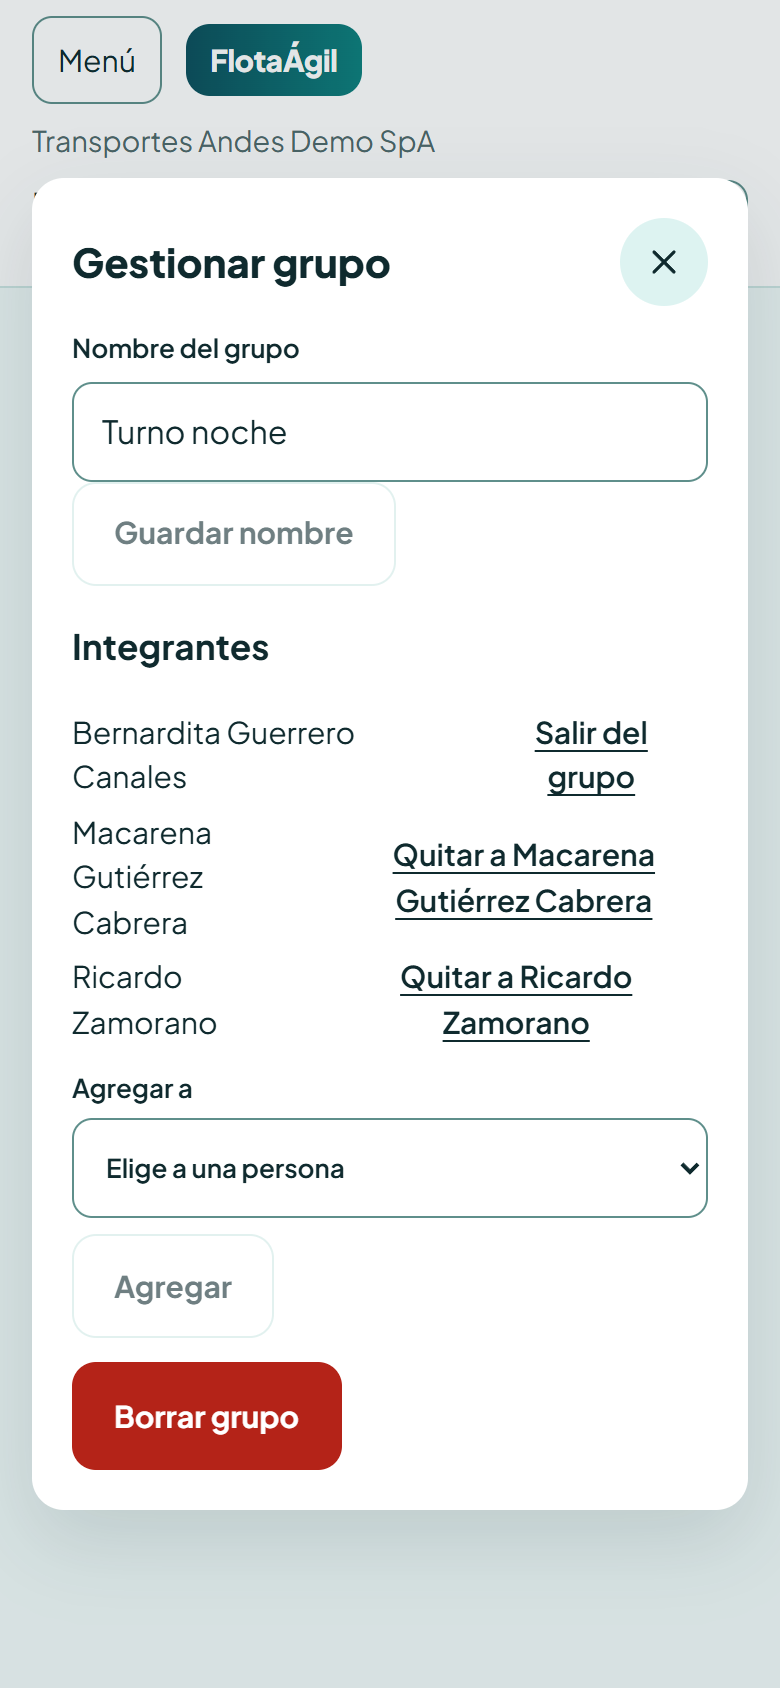 Menú
FlotaÁgil
Transportes Andes Demo SpA
Gestionar grupo
Nombre del grupo
Turno noche
Guardar nombre
Integrantes
Bernardita Guerrero
Canales
Salir del
grupo
Macarena
Gutiérrez
Cabrera
Quitar a Macarena
Gutiérrez Cabrera
Ricardo
Zamorano
Quitar a Ricardo
Zamorano
Agregar a
Elige a una persona
Agregar
Borrar grupo